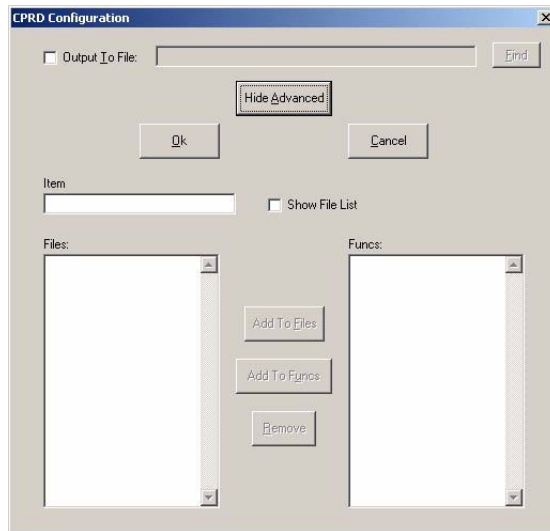 CPRD Configuration
Output To File:
Find
Hide Advanced
Ok
Cancel
Item
Show File List
Files:
Funcs:
Add To Files
Add To Funcs
Remove